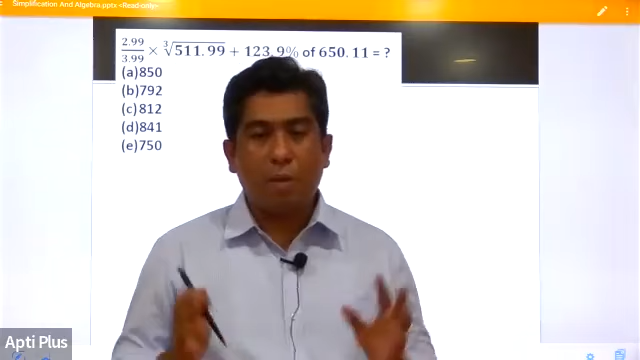 Simplification And Algebra.pptx <Read-only>
2.99/3.99 × ∛511.99 + 123.9% of 650.11 = ?
(a)850
(b)792
(c)812
(d)841
(e)750
Apti Plus